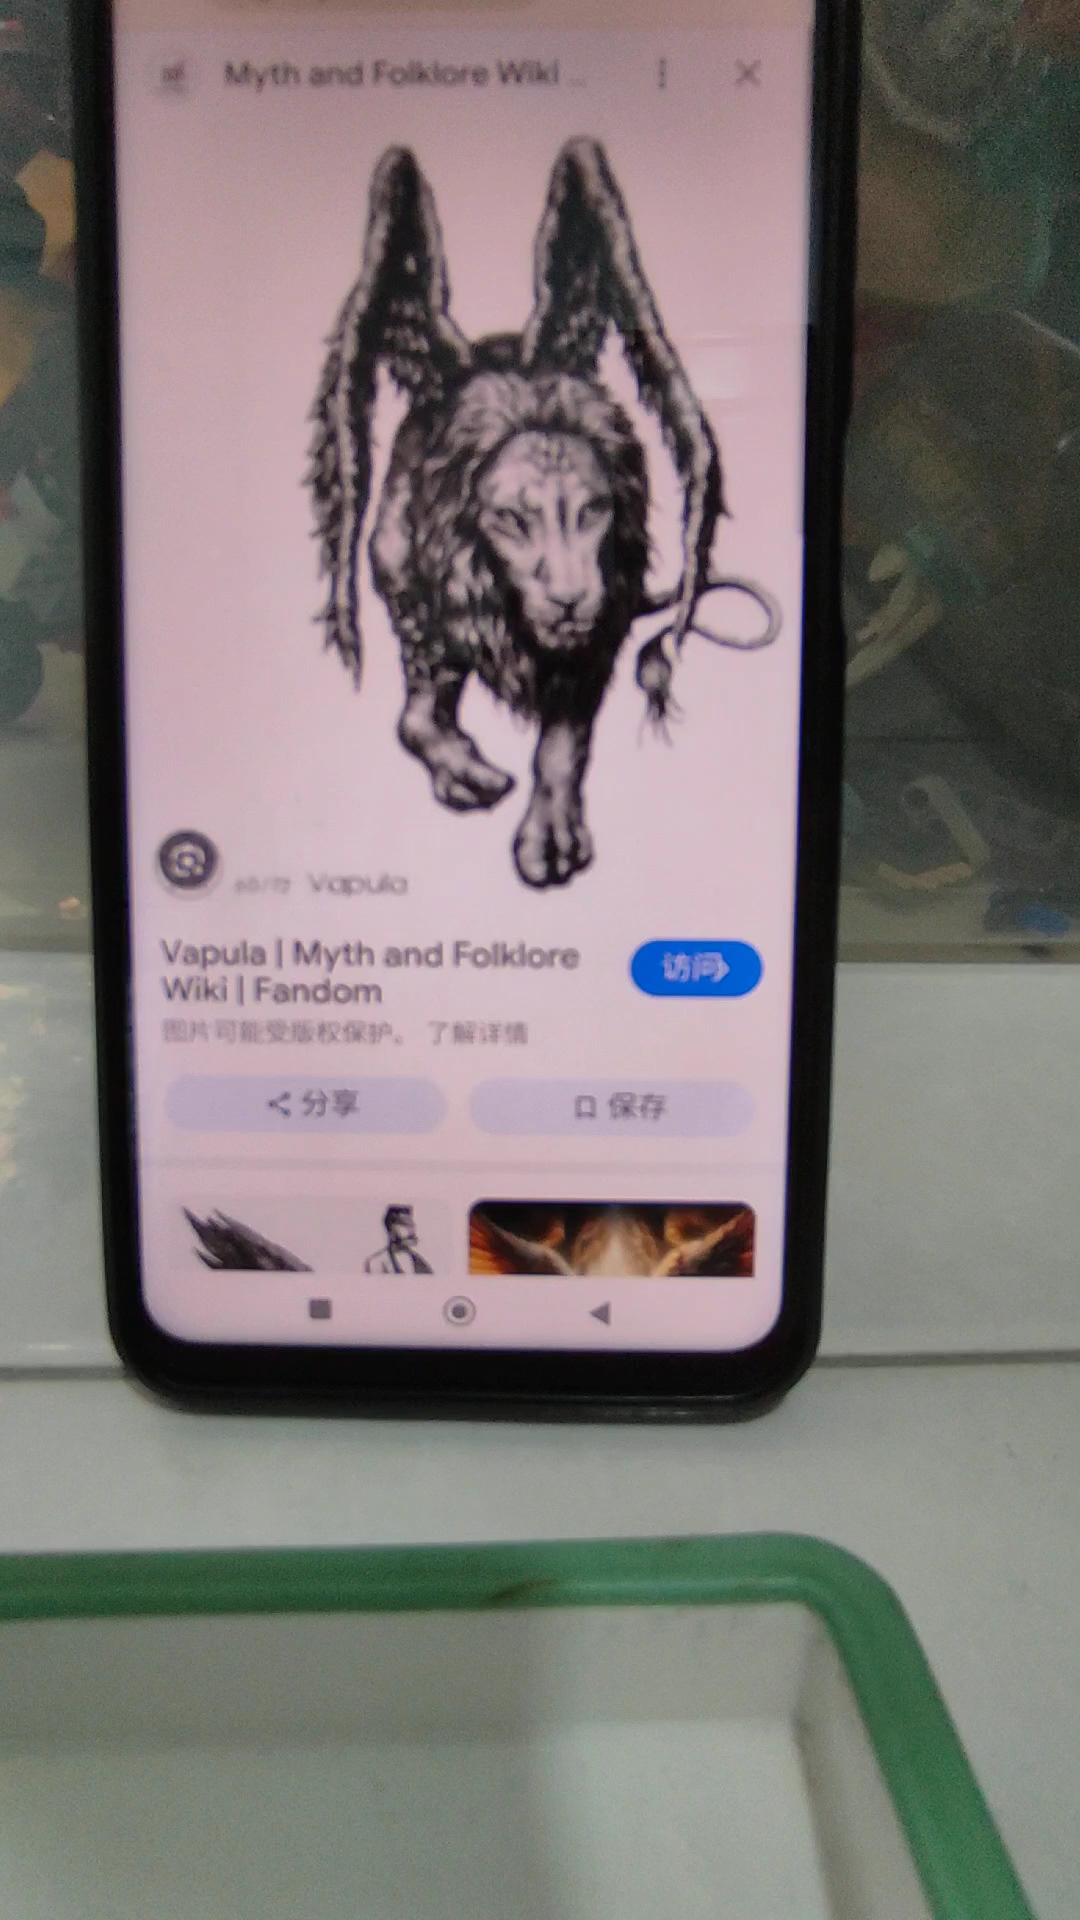 Myth and Folklore Wiki ...
Vapula
Vapula | Myth and Folklore
Wiki | Fandom
访问
图片可能受版权保护。 了解详情
分享
保存